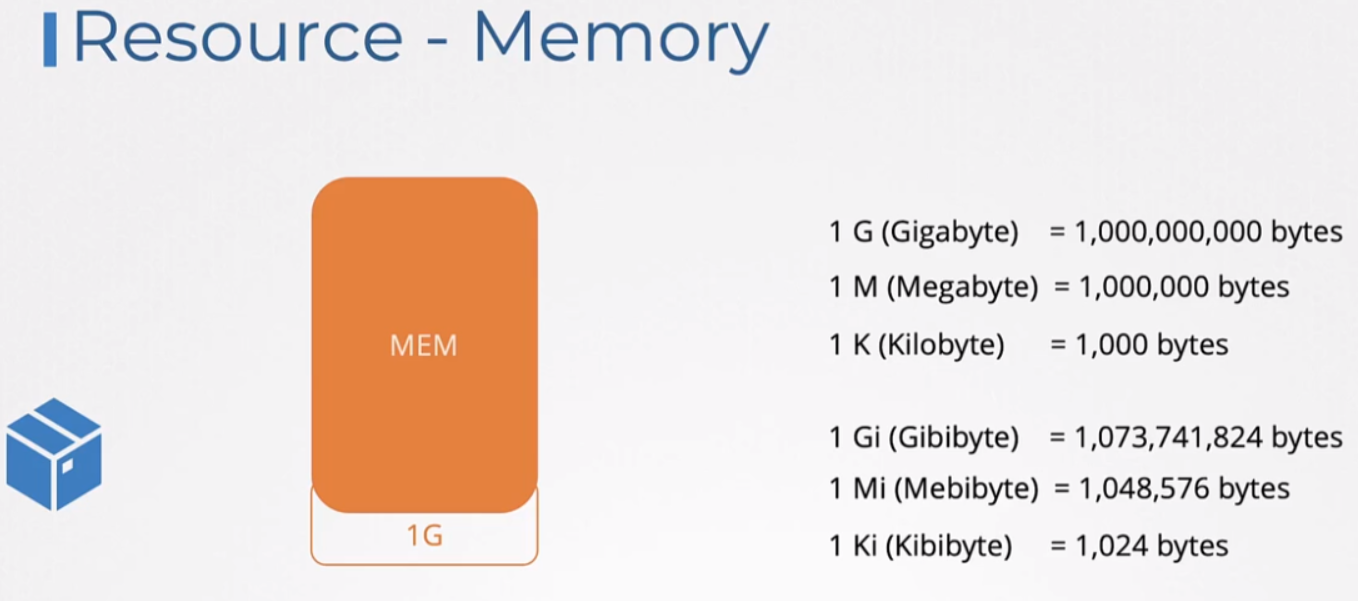 Resource - Memory
MEM
1G
1 G (Gigabyte) = 1,000,000,000 bytes
1 M (Megabyte) = 1,000,000 bytes
1 K (Kilobyte) = 1,000 bytes
1 Gi (Gibibyte) = 1,073,741,824 bytes
1 Mi (Mebibyte) = 1,048,576 bytes
1 Ki (Kibibyte) = 1,024 bytes